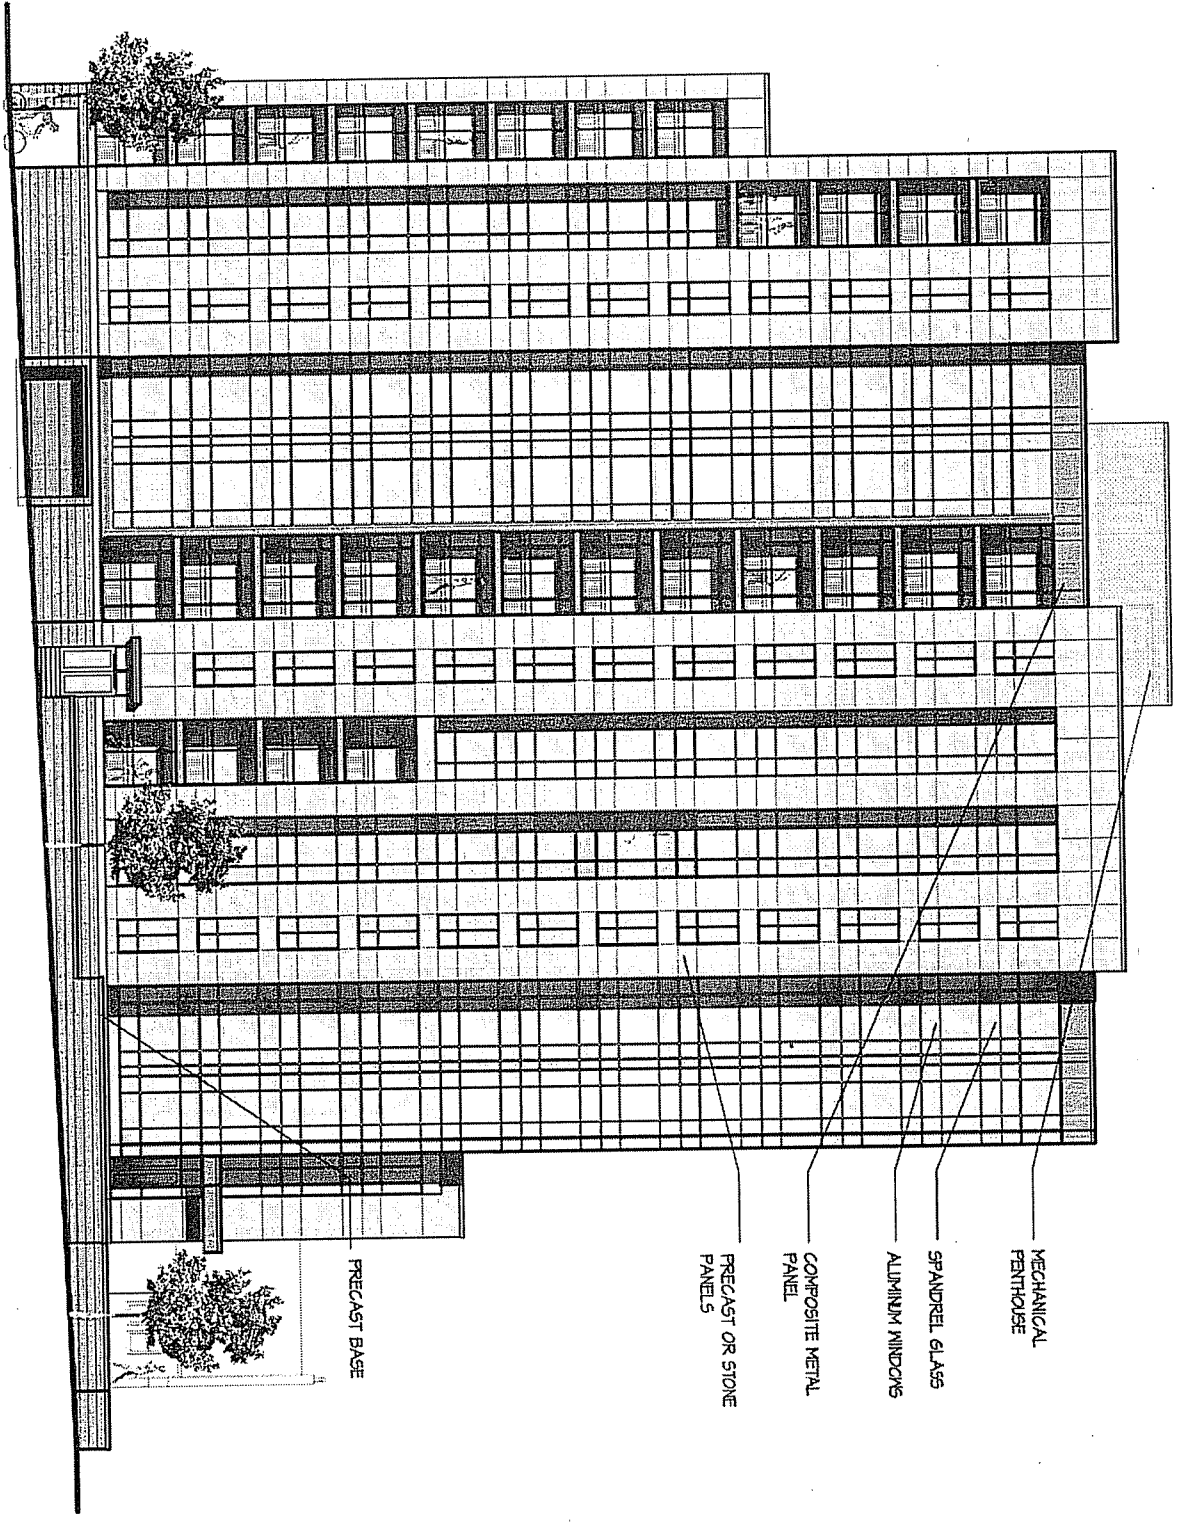 MECHANICAL
PENTHOUSE
SPANDREL GLASS
ALUMINUM WINDOWS
COMPOSITE METAL
PANEL
PRECAST OR STONE
PANELS
PRECAST BASE